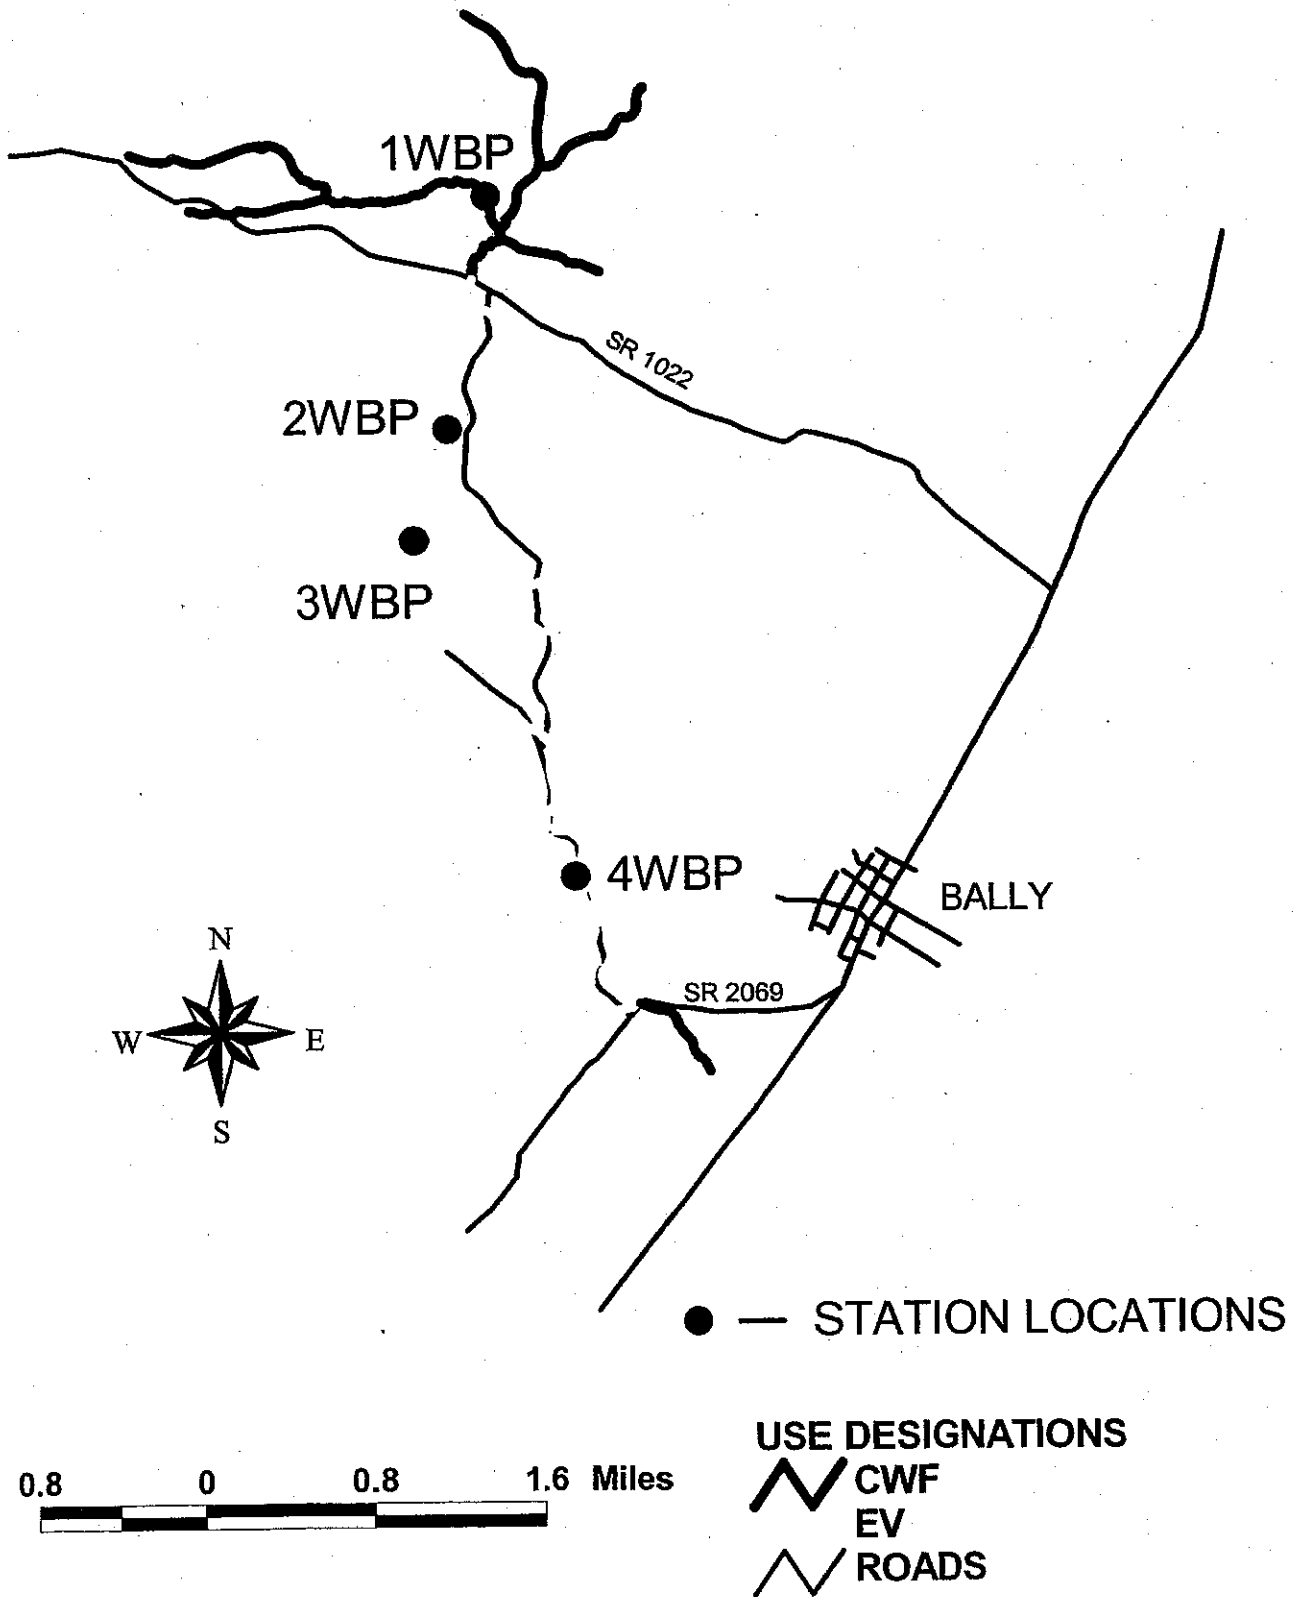 1WBP
SR 1022
2WBP
3WBP
4WBP
BALLY
N
W E
S
SR 2069
STATION LOCATIONS
USE DESIGNATIONS
CWF
EV
ROADS
0.8 0 0.8 1.6 Miles